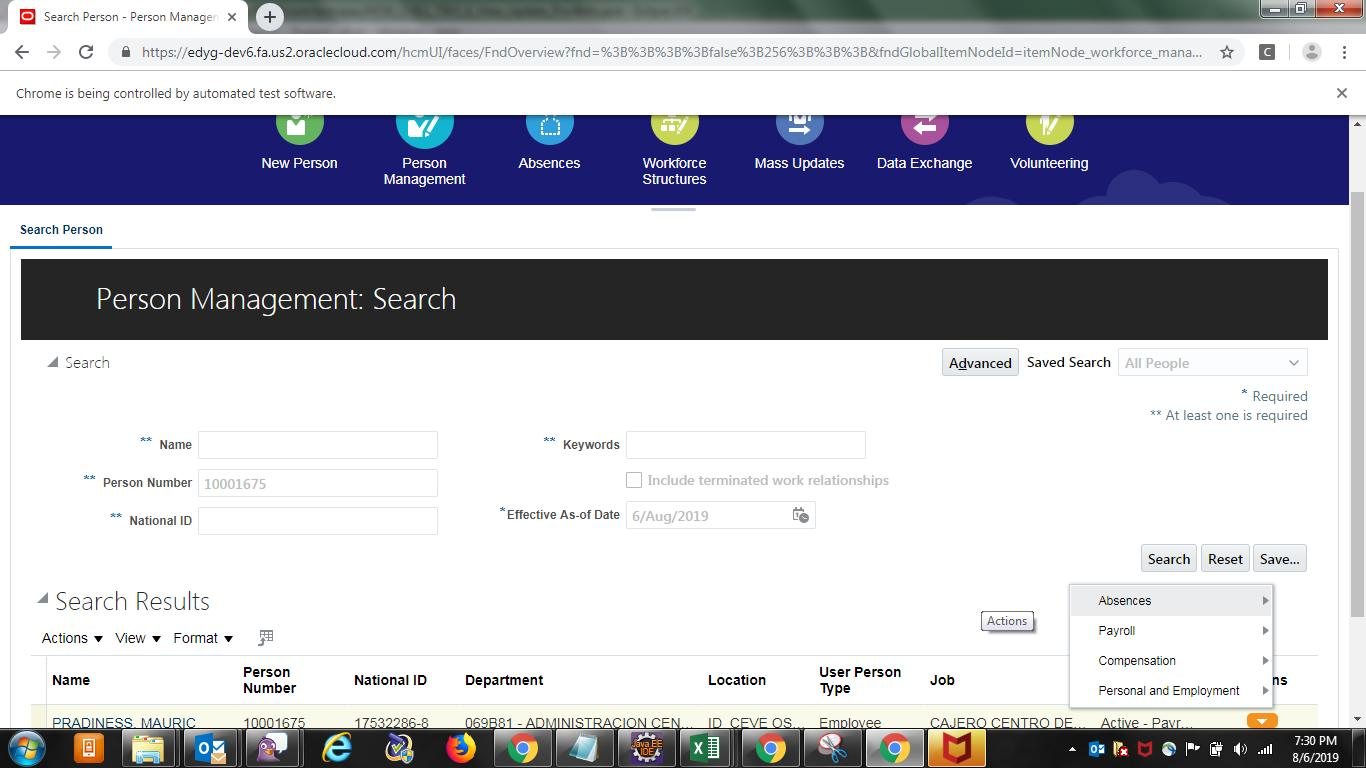 Search Person - Person Manager
https://edyg-dev6.fa.us2.oraclecloud.com/hcmUI/faces/FndOverview?fnd=%3B%3B%3B%3Bfalse%3B256%3B%3B%3B&fndGlobalItemNodeId=itemNode_workforce_mana...
Chrome is being controlled by automated test software.
New Person
Person Management
Absences
Workforce Structures
Mass Updates
Data Exchange
Volunteering
Search Person
Person Management: Search
Search
Advanced Saved Search All People
* Required
** At least one is required
** Name
** Keywords
** Person Number 10001675
Include terminated work relationships
** National ID
*Effective As-of Date 6/Aug/2019
Search Reset Save...
Search Results
Actions
Absences
Payroll
Compensation
Personal and Employment
Actions View Format
Name Person Number National ID Department Location User Person Type Job ns
PRADINESS, MAURIC 10001675 17532286-8 069B81 - ADMINISTRACION CEN... ID_CEVE OS... Employee CAJERO CENTRO DE... Active - Payr...
Java EE
IDE
7:30 PM
8/6/2019